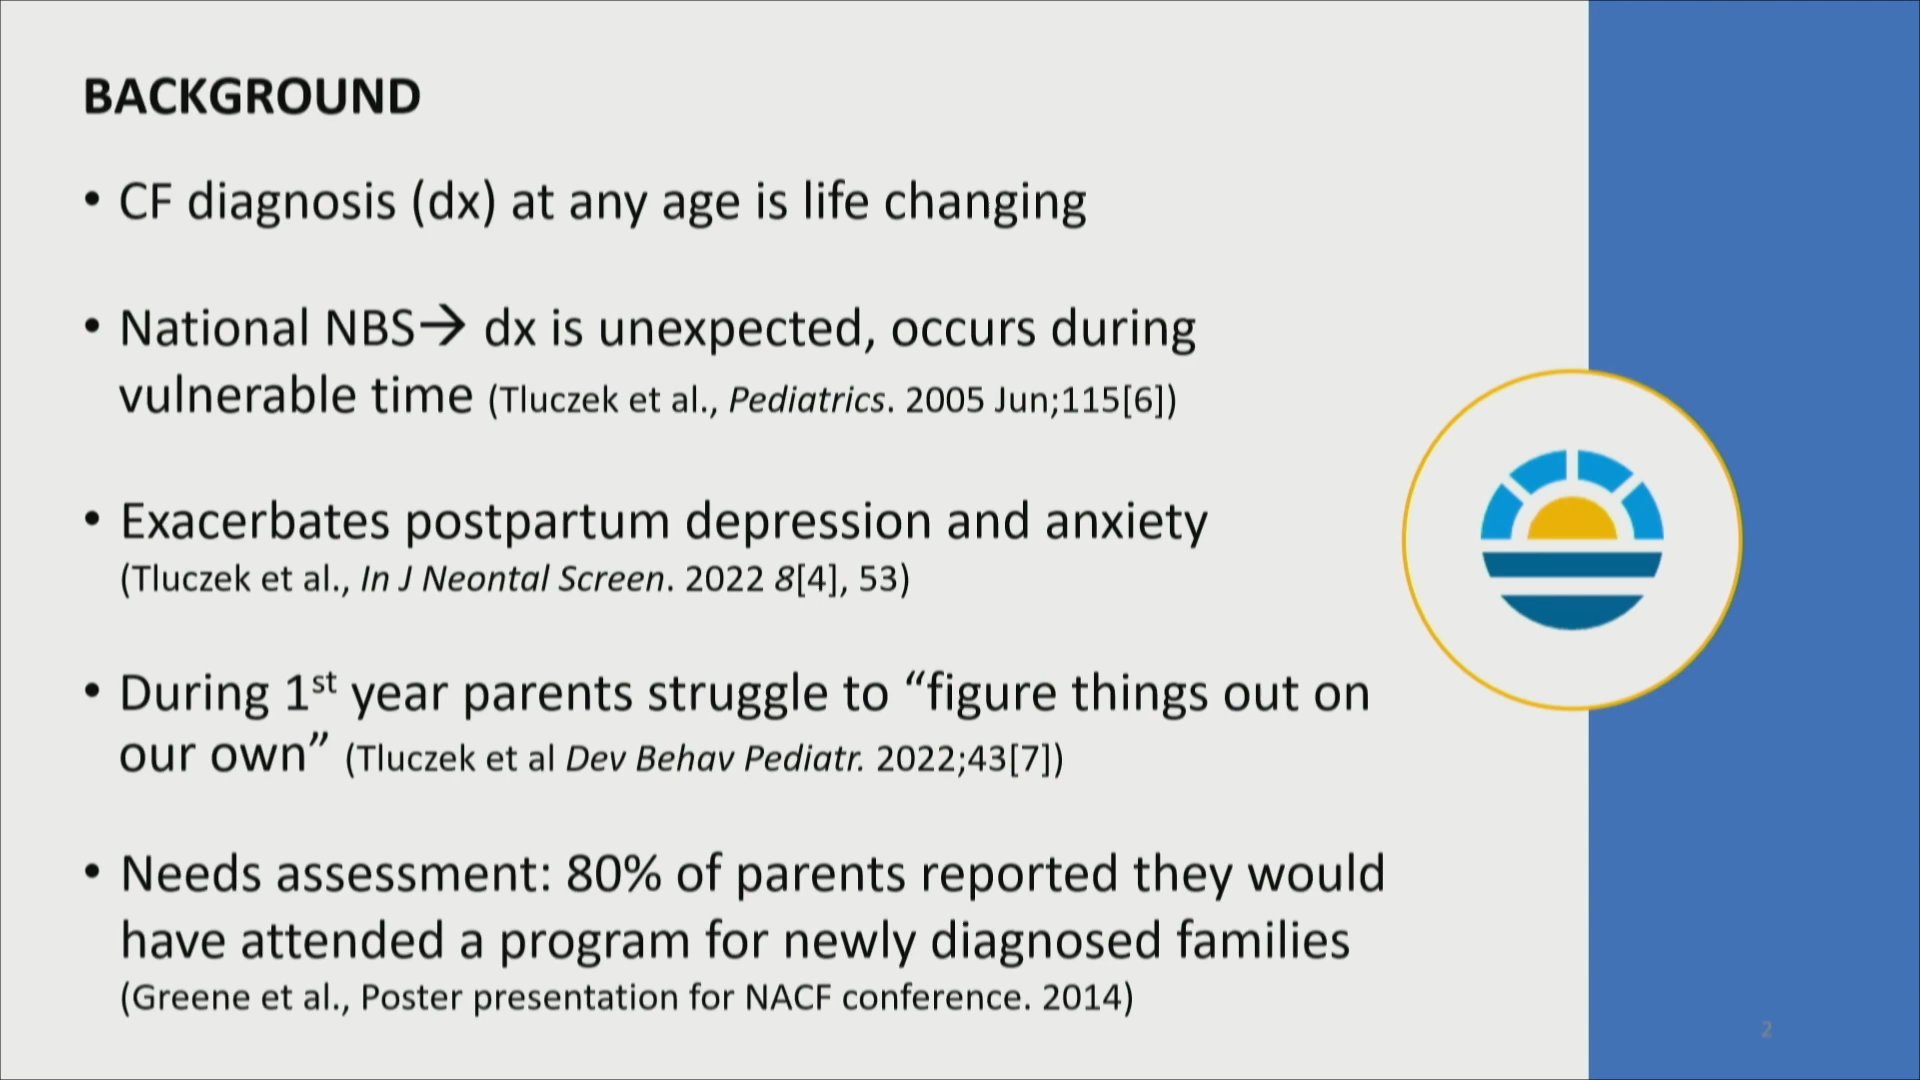 BACKGROUND
• CF diagnosis (dx) at any age is life changing
• National NBS→ dx is unexpected, occurs during
vulnerable time (Tluczek et al., Pediatrics. 2005 Jun;115[6])
• Exacerbates postpartum depression and anxiety
(Tluczek et al., In J Neontal Screen. 2022 8[4], 53)
• During 1st year parents struggle to “figure things out on
our own” (Tluczek et al Dev Behav Pediatr. 2022;43[7])
• Needs assessment: 80% of parents reported they would
have attended a program for newly diagnosed families
(Greene et al., Poster presentation for NACF conference. 2014)
2